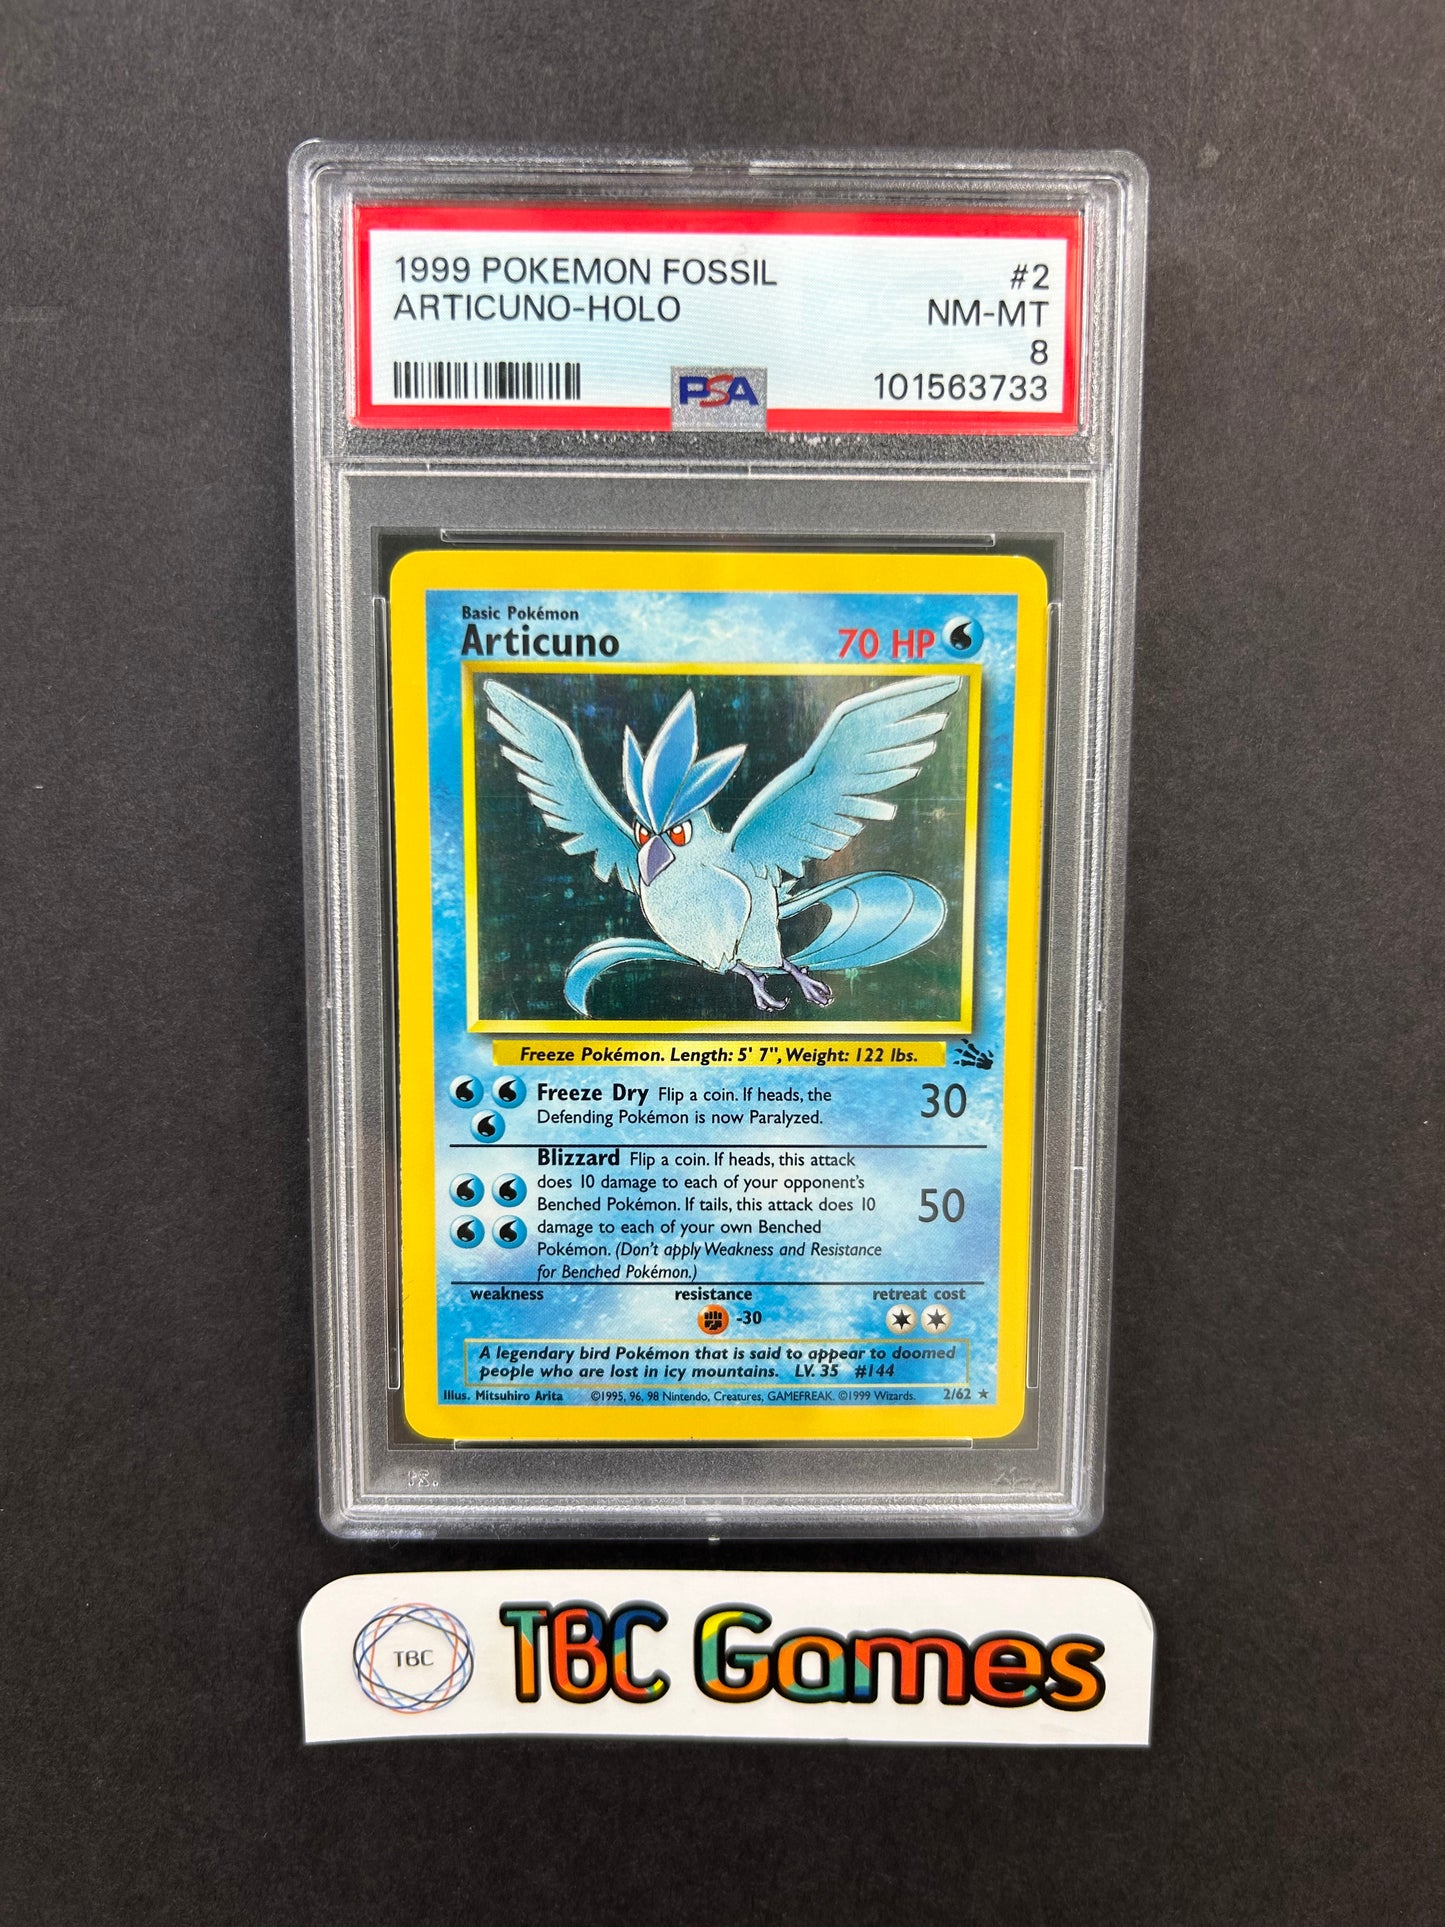 1999 POKEMON FOSSIL
#2
ARTICUNO-HOLO
NM-MT
8
PSA
101563733
Basic Pokémon
Articuno
70 HP
Freeze Pokémon. Length: 5' 7", Weight: 122 lbs.
Freeze Dry Flip a coin. If heads, the
Defending Pokémon is now Paralyzed.
30
Blizzard Flip a coin. If heads, this attack
does 10 damage to each of your opponent's
Benched Pokémon. If tails, this attack does 10
damage to each of your own Benched
Pokémon. (Don't apply Weakness and Resistance
for Benched Pokémon.)
50
weakness
resistance
retreat cost
-30
A legendary bird Pokémon that is said to appear to doomed
people who are lost in icy mountains. LV. 35 #144
Illus. Mitsuhiro Arita ©1995, 96, 98 Nintendo, Creatures, GAMEFREAK. ©1999 Wizards. 2/62 ★
TBC
TBC Games